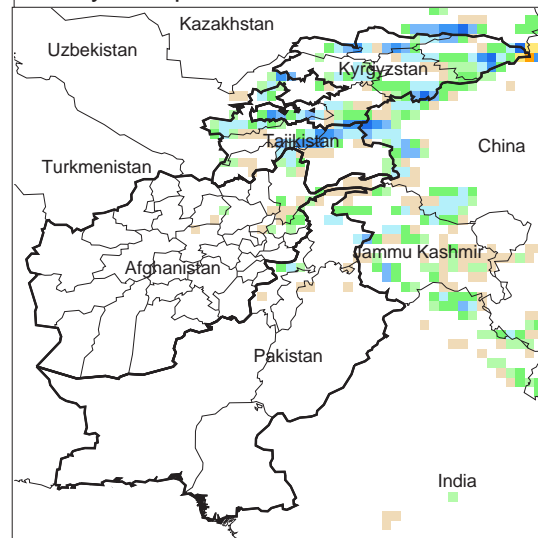 Kazakhstan
Uzbekistan
Kyrgyzstan
Tajikistan
China
Turkmenistan
Jammu Kashmir
Afghanistan
Pakistan
India